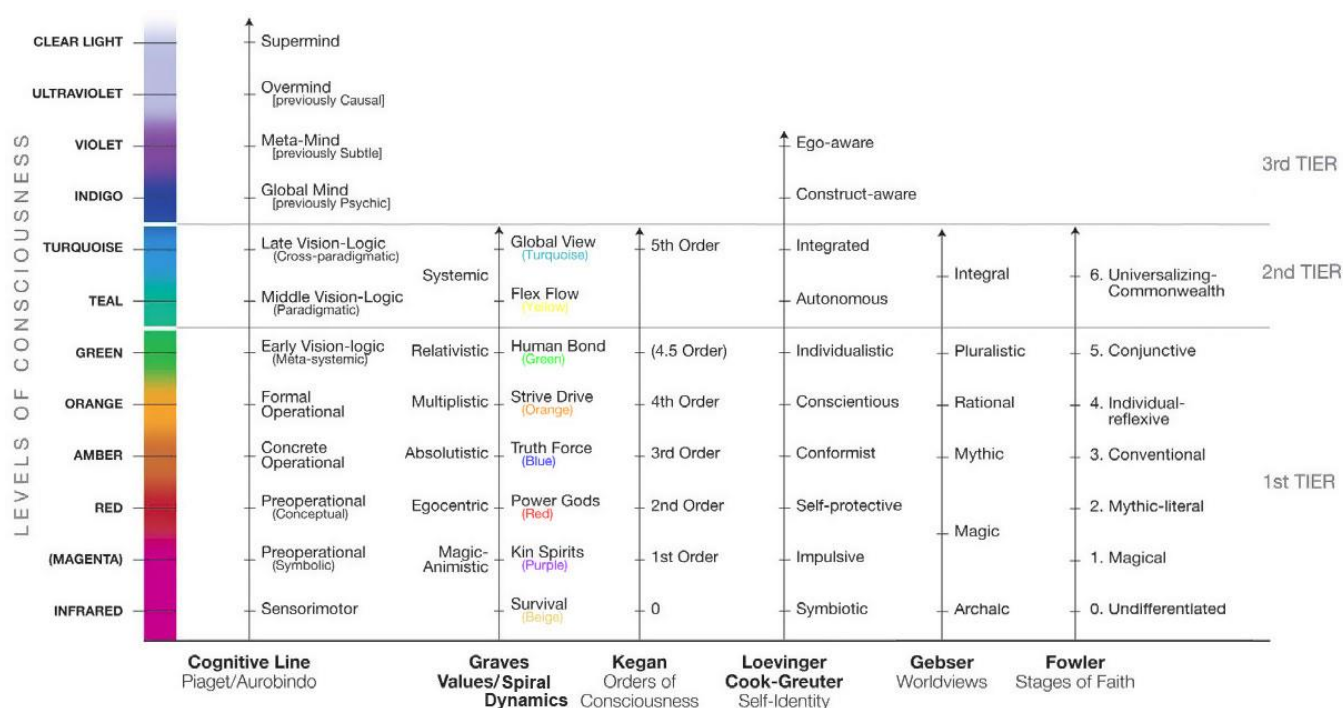 LEVELS OF CONSCIOUSNESS
CLEAR LIGHT
ULTRAVIOLET
VIOLET
INDIGO
TURQUOISE
TEAL
GREEN
ORANGE
AMBER
RED
(MAGENTA)
INFRARED
Supermind
Overmind
[previously Causal]
Meta-Mind
[previously Subtle]
Global Mind
[previously Psychic]
Late Vision-Logic
(Cross-paradigmatic)
Middle Vision-Logic
(Paradigmatic)
Early Vision-logic
(Meta-systemic)
Formal
Operational
Concrete
Operational
Preoperational
(Conceptual)
Preoperational
(Symbolic)
Sensorimotor
Cognitive Line
Piaget/Aurobindo
Systemic
Relativistic
Multiplistic
Absolutistic
Egocentric
Magic-
Animistic
Global View
(Turquoise)
Flex Flow
(Yellow)
Human Bond
(Green)
Strive Drive
(Orange)
Truth Force
(Blue)
Power Gods
(Red)
Kin Spirits
(Purple)
Survival
(Beige)
Graves
Values/Spiral
Dynamics
5th Order
(4.5 Order)
4th Order
3rd Order
2nd Order
1st Order
0
Kegan
Orders of
Consciousness
Ego-aware
Construct-aware
Integrated
Autonomous
Individualistic
Conscientious
Conformist
Self-protective
Impulsive
Symbiotic
Loevinger
Cook-Greuter
Self-Identity
Integral
Pluralistic
Rational
Mythic
Magic
Archaic
Gebser
Worldviews
6. Universalizing-
Commonwealth
5. Conjunctive
4. Individual-
reflexive
3. Conventional
2. Mythic-literal
1. Magical
0. Undifferentiated
Fowler
Stages of Faith
3rd TIER
2nd TIER
1st TIER